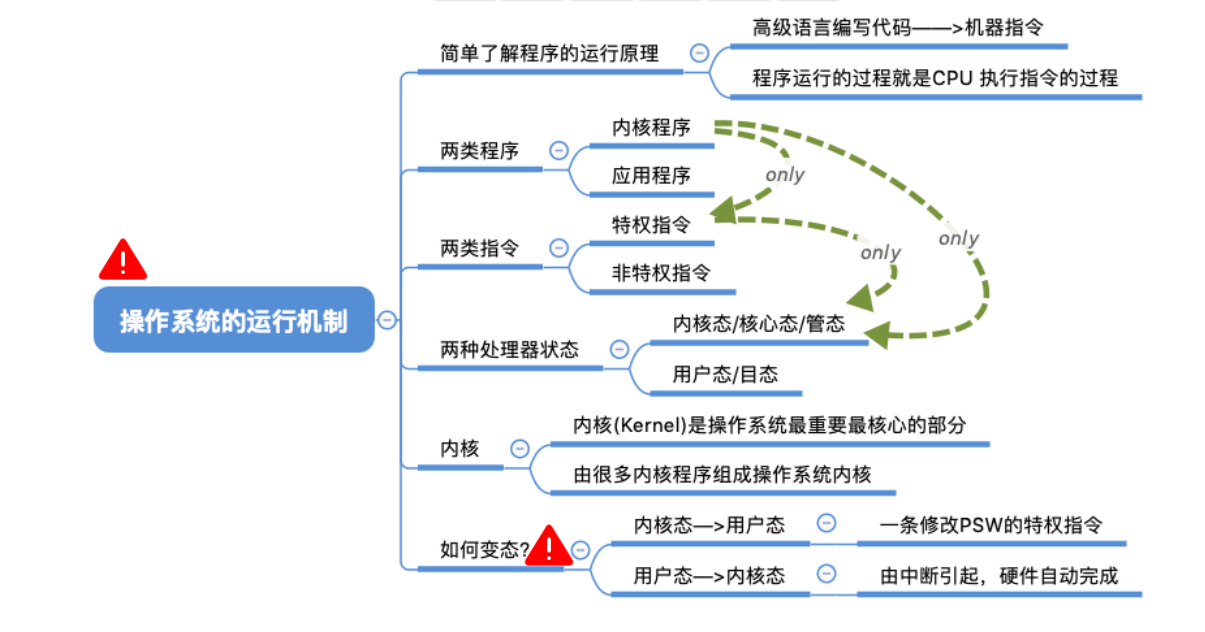 操作系统的运行机制
简单了解程序的运行原理
高级语言编写代码——>机器指令
程序运行的过程就是CPU 执行指令的过程
两类程序
内核程序
应用程序
only
两类指令
特权指令
非特权指令
only
only
两种处理器状态
内核态/核心态/管态
用户态/目态
内核
内核(Kernel)是操作系统最重要最核心的部分
由很多内核程序组成操作系统内核
如何变态?
内核态—>用户态
一条修改PSW的特权指令
用户态—>内核态
由中断引起，硬件自动完成